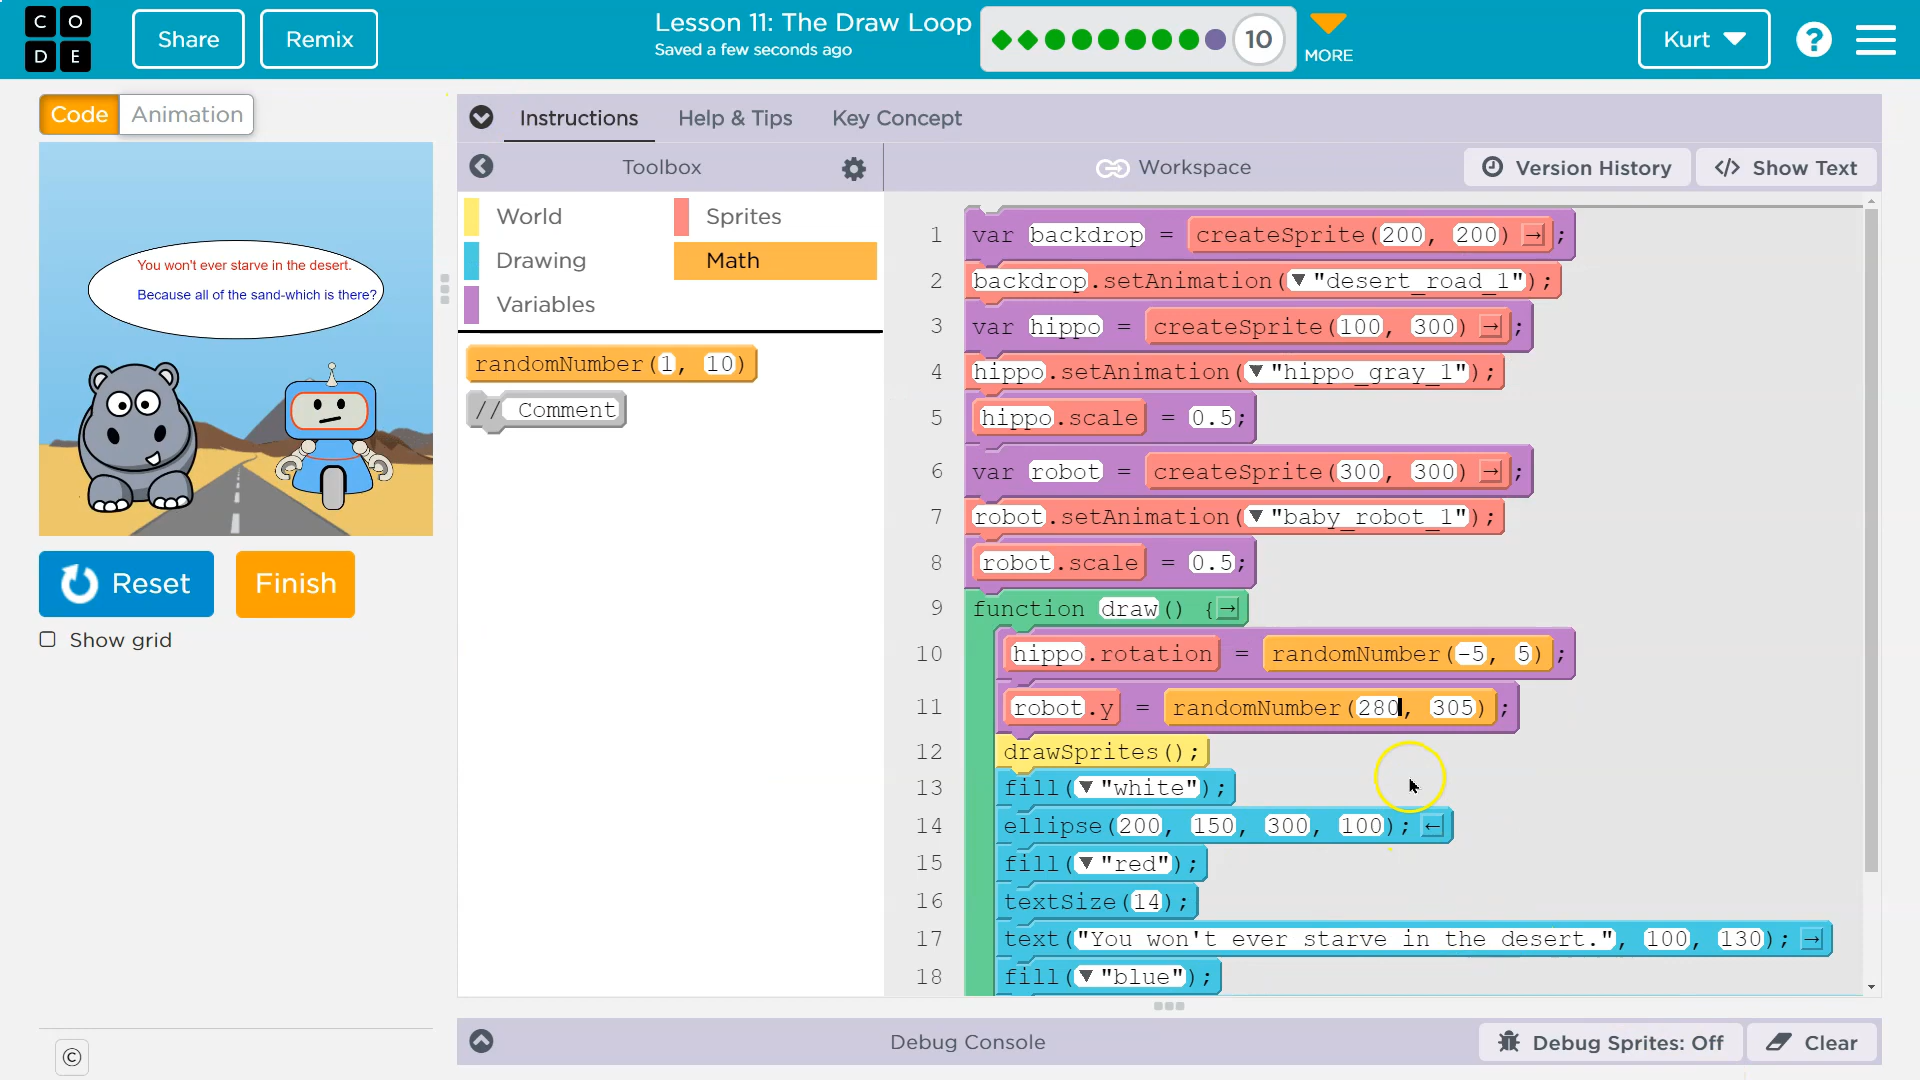 CO
DE
Share
Remix
Lesson 11: The Draw Loop
Saved a few seconds ago
10
MORE
Kurt
?
Code
Animation
Instructions
Help & Tips
Key Concept
Toolbox
Workspace
Version History
</> Show Text
World
Sprites
Drawing
Math
Variables
randomNumber(1, 10)
// Comment
You won't ever starve in the desert.
Because all of the sand-which is there?
Reset
Finish
Show grid
1 var backdrop = createSprite(200, 200) → ;
2 backdrop.setAnimation(▼"desert_road_1");
3 var hippo = createSprite(100, 300) → ;
4 hippo.setAnimation(▼"hippo_gray_1");
5 hippo.scale = 0.5;
6 var robot = createSprite(300, 300) → ;
7 robot.setAnimation(▼"baby_robot_1");
8 robot.scale = 0.5;
9 function draw() { →
10 hippo.rotation = randomNumber(-5, 5);
11 robot.y = randomNumber(280, 305);
12 drawSprites();
13 fill(▼"white");
14 ellipse(200, 150, 300, 100); ←
15 fill(▼"red");
16 textSize(14);
17 text("You won't ever starve in the desert.", 100, 130); →
18 fill(▼"blue");
Debug Console
Debug Sprites: Off
Clear
©